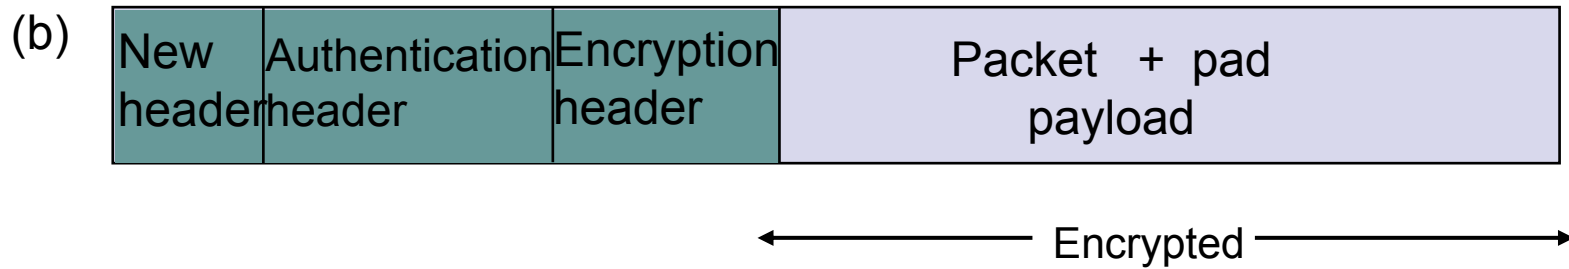 (b)
New header
Authentication header
Encryption header
Packet + pad
payload
Encrypted